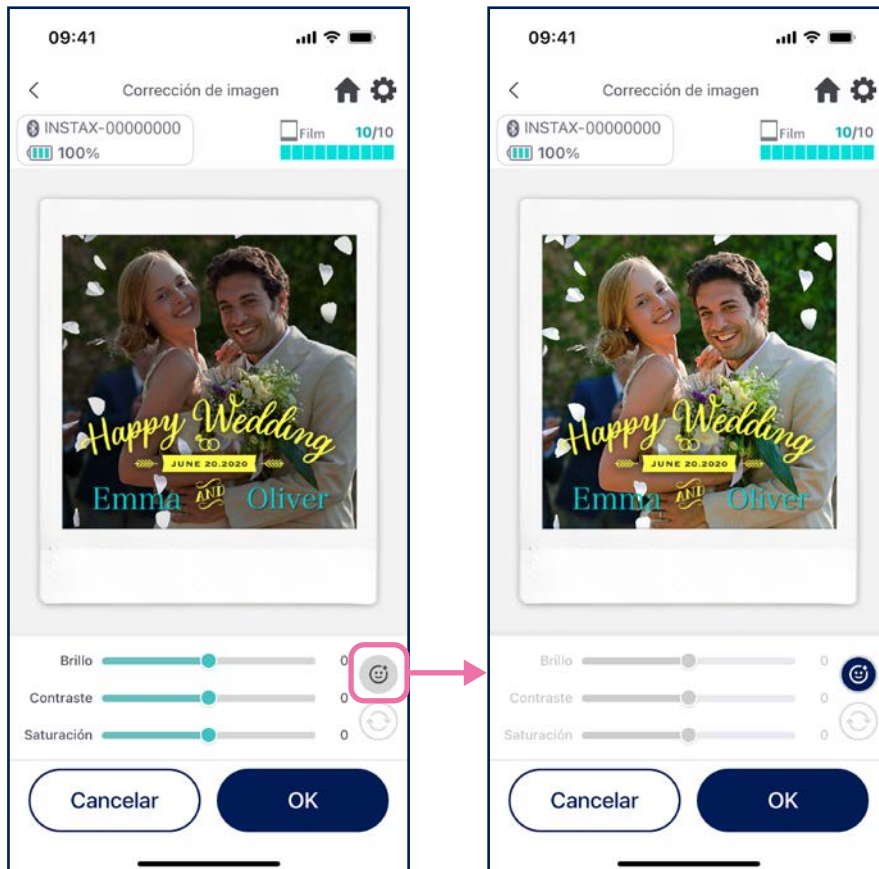 09:41
Corrección de imagen
INSTAX-00000000
100%
Film 10/10
Happy Wedding
JUNE 20.2020
Emma AND Oliver
Brillo 0
Contraste 0
Saturación 0
Cancelar OK
09:41
Corrección de imagen
INSTAX-00000000
100%
Film 10/10
Happy Wedding
JUNE 20.2020
Emma AND Oliver
Brillo 0
Contraste 0
Saturación 0
Cancelar OK